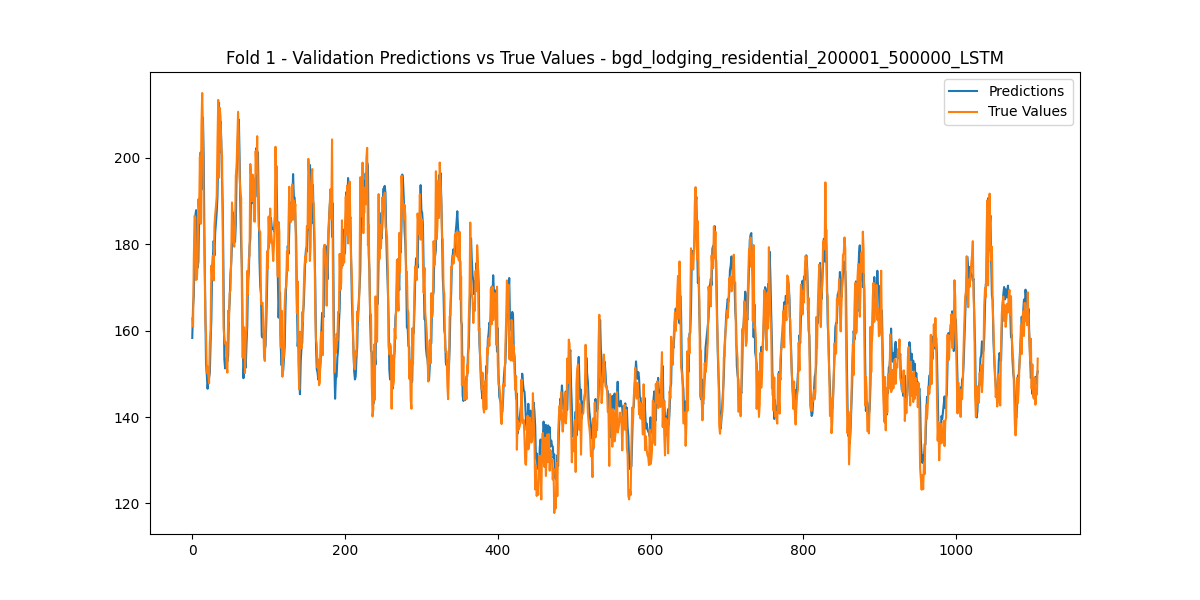 Fold 1 - Validation Predictions vs True Values - bgd_lodging_residential_200001_500000_LSTM
Predictions
True Values
200
180
160
140
120
0 200 400 600 800 1000